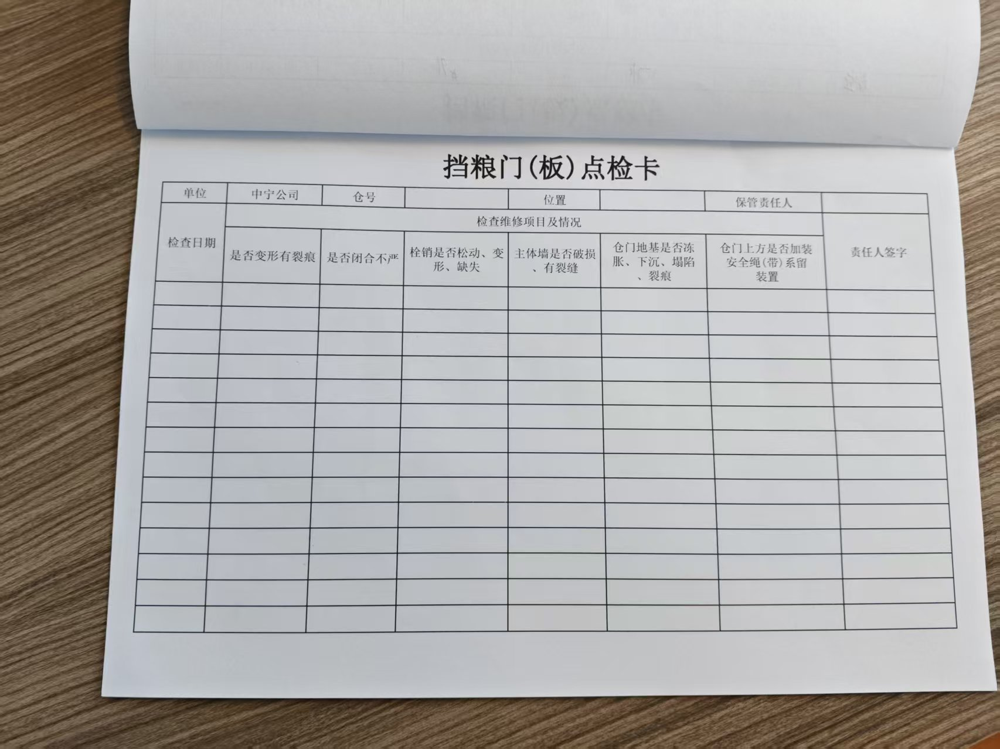 挡粮门(板)点检卡
单位 中宁公司 仓号 位置 保管责任人
检查维修项目及情况
检查日期
是否变形有裂痕
是否闭合不严
栓销是否松动、变
形、缺失
主体墙是否破损
、有裂缝
仓门地基是否冻
胀、下沉、塌陷
、裂痕
仓门上方是否加装
安全绳(带)系留
装置
责任人签字